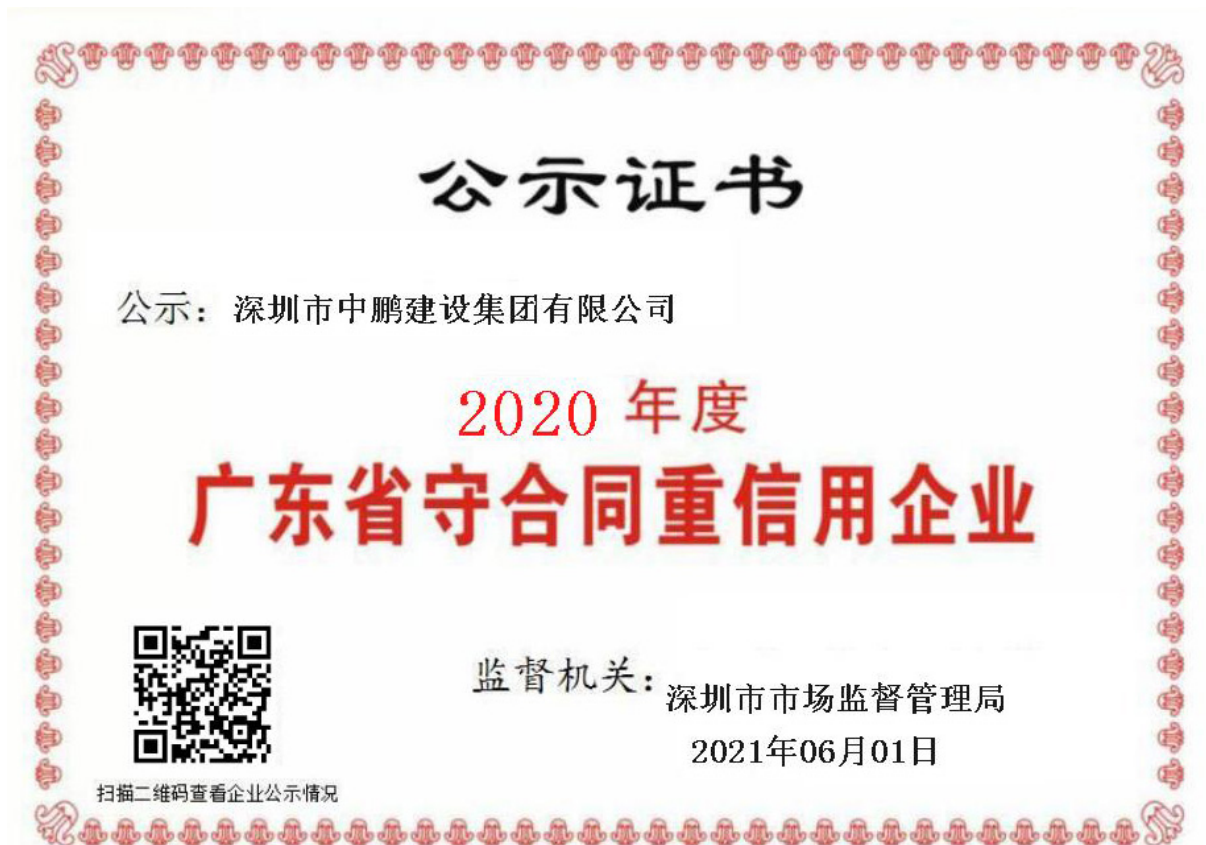 公示证书
公示：深圳市中鹏建设集团有限公司
2020 年度
广东省守合同重信用企业
监督机关：深圳市市场监督管理局
2021年06月01日
扫描二维码查看企业公示情况